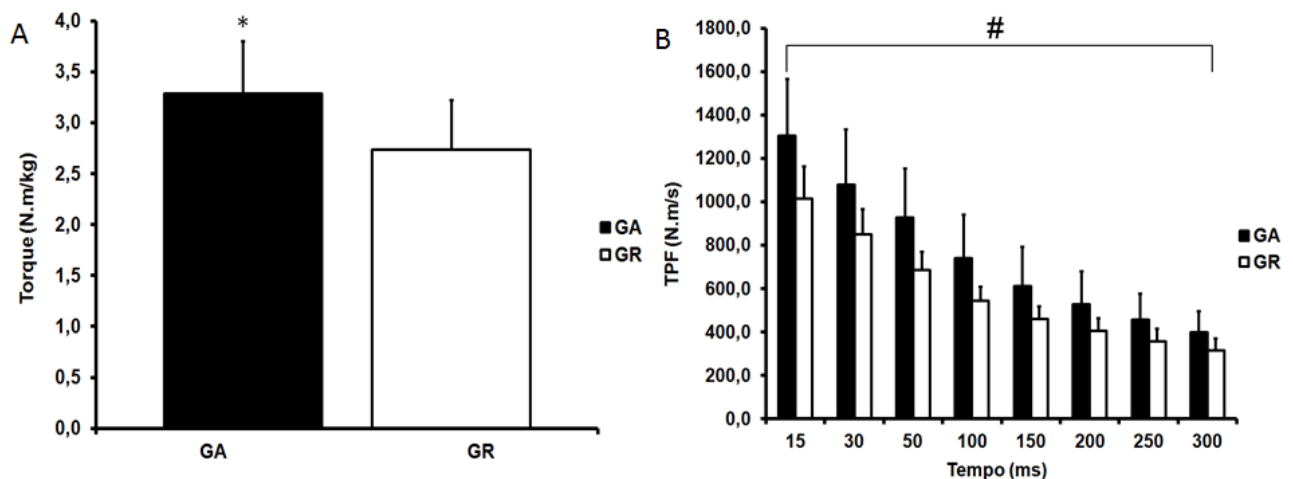 A
Torque (N.m/kg)
4,0
3,5
3,0
2,5
2,0
1,5
1,0
0,5
0,0
*
GA
GR
GA
GR
B
TPF (N.m/s)
1800,0
1600,0
1400,0
1200,0
1000,0
800,0
600,0
400,0
200,0
0,0
#
15 30 50 100 150 200 250 300
Tempo (ms)
GA
GR